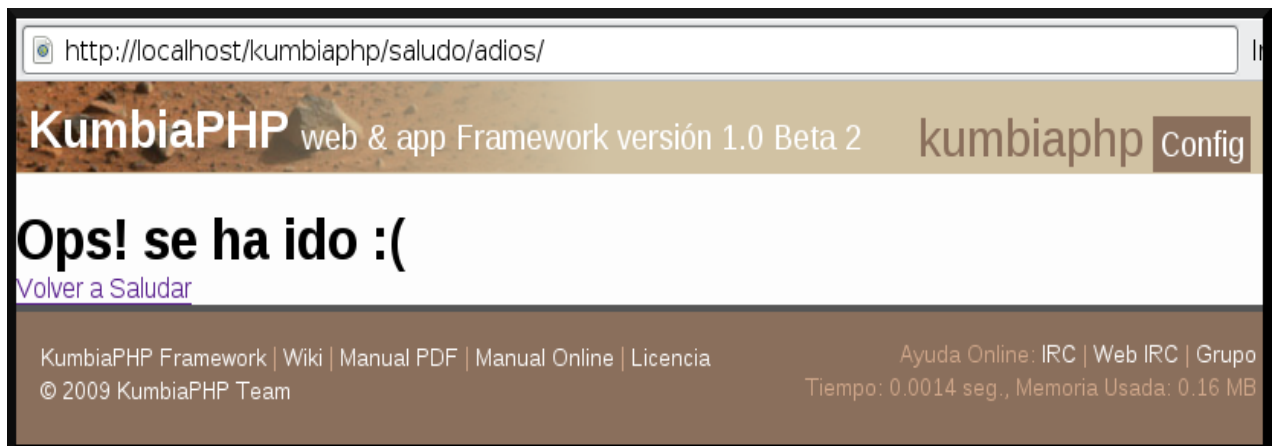 http://localhost/kumbiaphp/saludo/adios/
KumbiaPHP web & app Framework versión 1.0 Beta 2 kumbiaphp Config
Ops! se ha ido :(
Volver a Saludar
KumbiaPHP Framework | Wiki | Manual PDF | Manual Online | Licencia Ayuda Online: IRC | Web IRC | Grupo
© 2009 KumbiaPHP Team Tiempo: 0.0014 seg., Memoria Usada: 0.16 MB